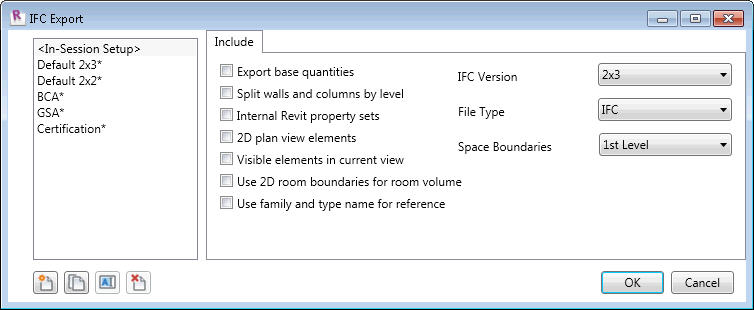 IFC Export
<In-Session Setup>
Default 2x3*
Default 2x2*
BCA*
GSA*
Certification*
Include
Export base quantities
Split walls and columns by level
Internal Revit property sets
2D plan view elements
Visible elements in current view
Use 2D room boundaries for room volume
Use family and type name for reference
IFC Version 2x3
File Type IFC
Space Boundaries 1st Level
OK Cancel